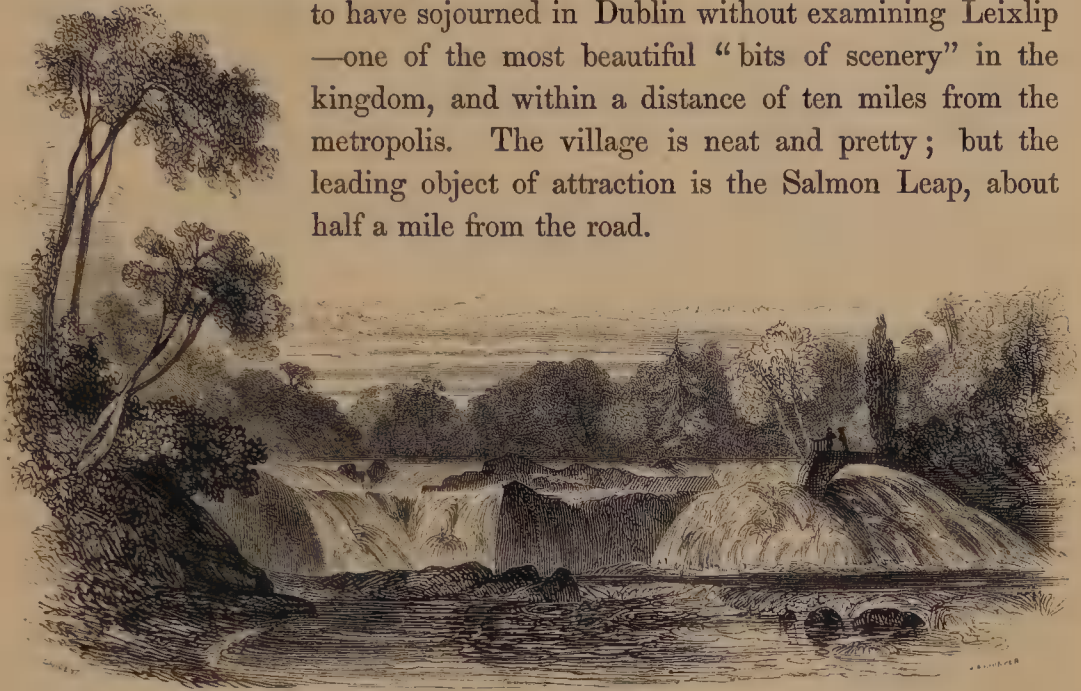 to have sojourned in Dublin without examining Leixlip
—one of the most beautiful “bits of scenery” in the
kingdom, and within a distance of ten miles from the
metropolis. The village is neat and pretty; but the
leading object of attraction is the Salmon Leap, about
half a mile from the road.